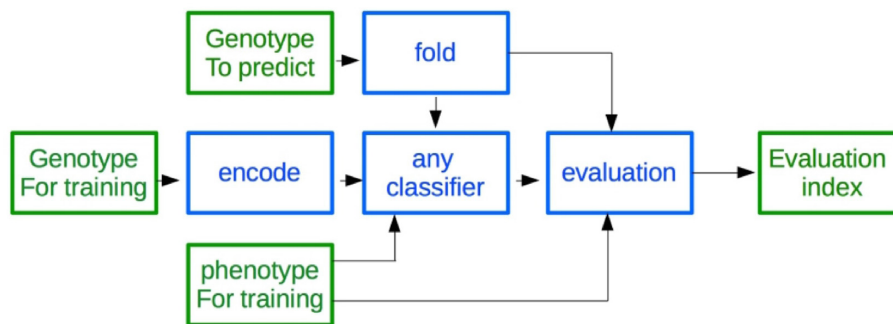 Genotype
To predict
fold
Genotype
For training
encode
any
classifier
evaluation
Evaluation
index
phenotype
For training